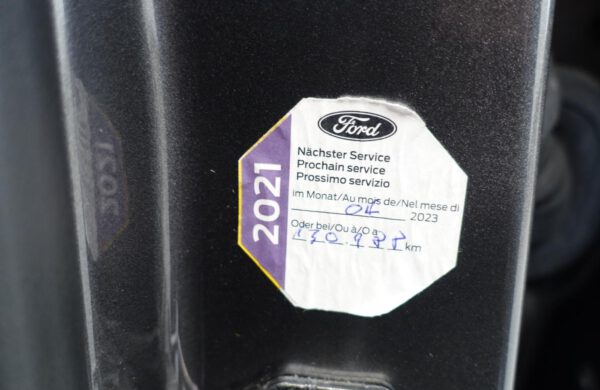 Ford
2021
Nächster Service
Prochain service
Prossimo servizio
im Monat/Au mois de/Nel mese di
04 2023
Oder bei/Ou à/O a
km